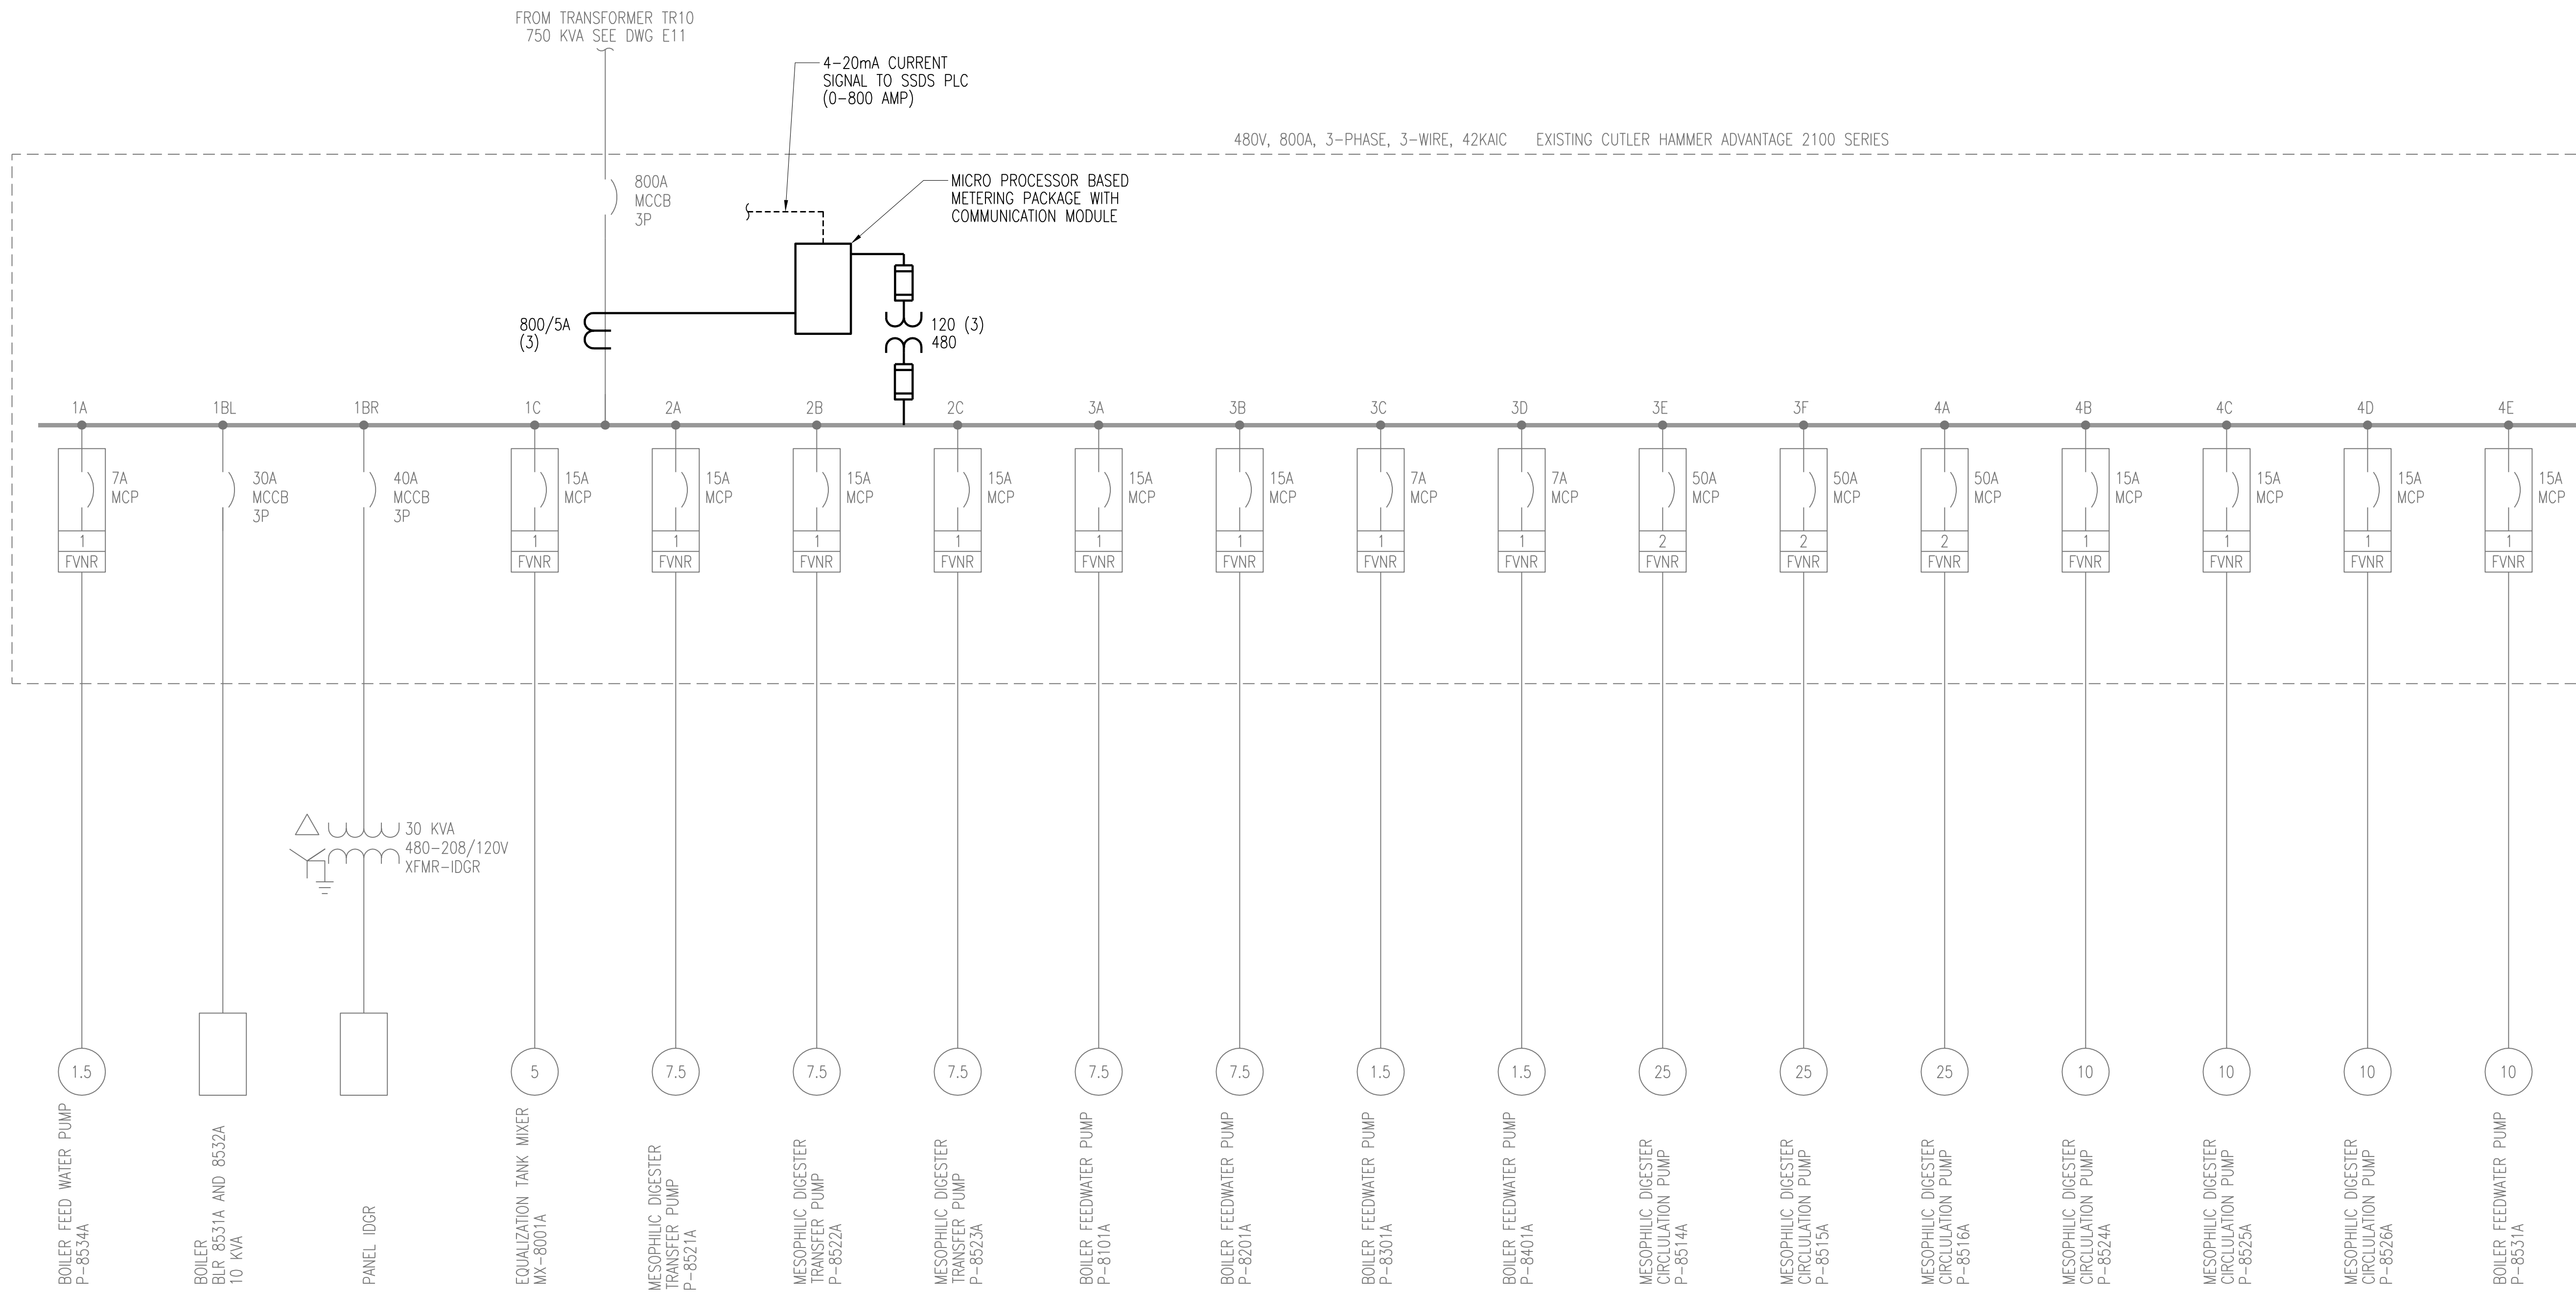 FROM TRANSFORMER TR10
750 KVA SEE DWG E11
4-20mA CURRENT
SIGNAL TO SSDS PLC
(0-800 AMP)
480V, 800A, 3-PHASE, 3-WIRE, 42KAIC EXISTING CUTLER HAMMER ADVANTAGE 2100 SERIES
800A
MCCB
3P
MICRO PROCESSOR BASED
METERING PACKAGE WITH
COMMUNICATION MODULE
800/5A
(3)
120 (3)
480
1A 1BL 1BR 1C 2A 2B 2C 3A 3B 3C 3D 3E 3F 4A 4B 4C 4D 4E
7A
MCP
1
FVNR
30A
MCCB
3P
40A
MCCB
3P
15A
MCP
1
FVNR
15A
MCP
1
FVNR
15A
MCP
1
FVNR
15A
MCP
1
FVNR
15A
MCP
1
FVNR
15A
MCP
1
FVNR
7A
MCP
1
FVNR
7A
MCP
1
FVNR
50A
MCP
2
FVNR
50A
MCP
2
FVNR
50A
MCP
2
FVNR
15A
MCP
1
FVNR
15A
MCP
1
FVNR
15A
MCP
1
FVNR
15A
MCP
1
FVNR
30 KVA
480-208/120V
XFMR-IDGR
1.5
5
7.5
7.5
7.5
7.5
7.5
1.5
1.5
25
25
25
10
10
10
10
BOILER FEED WATER PUMP
P-8534A
BOILER
BLR 8531A AND 8532A
10 KVA
PANEL IDGR
EQUALIZATION TANK MIXER
MX-8001A
MESOPHILIC DIGESTER
TRANSFER PUMP
P-8521A
MESOPHILIC DIGESTER
TRANSFER PUMP
P-8522A
MESOPHILIC DIGESTER
TRANSFER PUMP
P-8523A
BOILER FEEDWATER PUMP
P-8101A
BOILER FEEDWATER PUMP
P-8201A
BOILER FEEDWATER PUMP
P-8301A
BOILER FEEDWATER PUMP
P-8401A
MESOPHILIC DIGESTER
CIRCLULATION PUMP
P-8514A
MESOPHILIC DIGESTER
CIRCLULATION PUMP
P-8515A
MESOPHILIC DIGESTER
CIRCLULATION PUMP
P-8516A
MESOPHILIC DIGESTER
CIRCLULATION PUMP
P-8524A
MESOPHILIC DIGESTER
CIRCLULATION PUMP
P-8525A
MESOPHILIC DIGESTER
CIRCLULATION PUMP
P-8526A
BOILER FEEDWATER PUMP
P-8531A